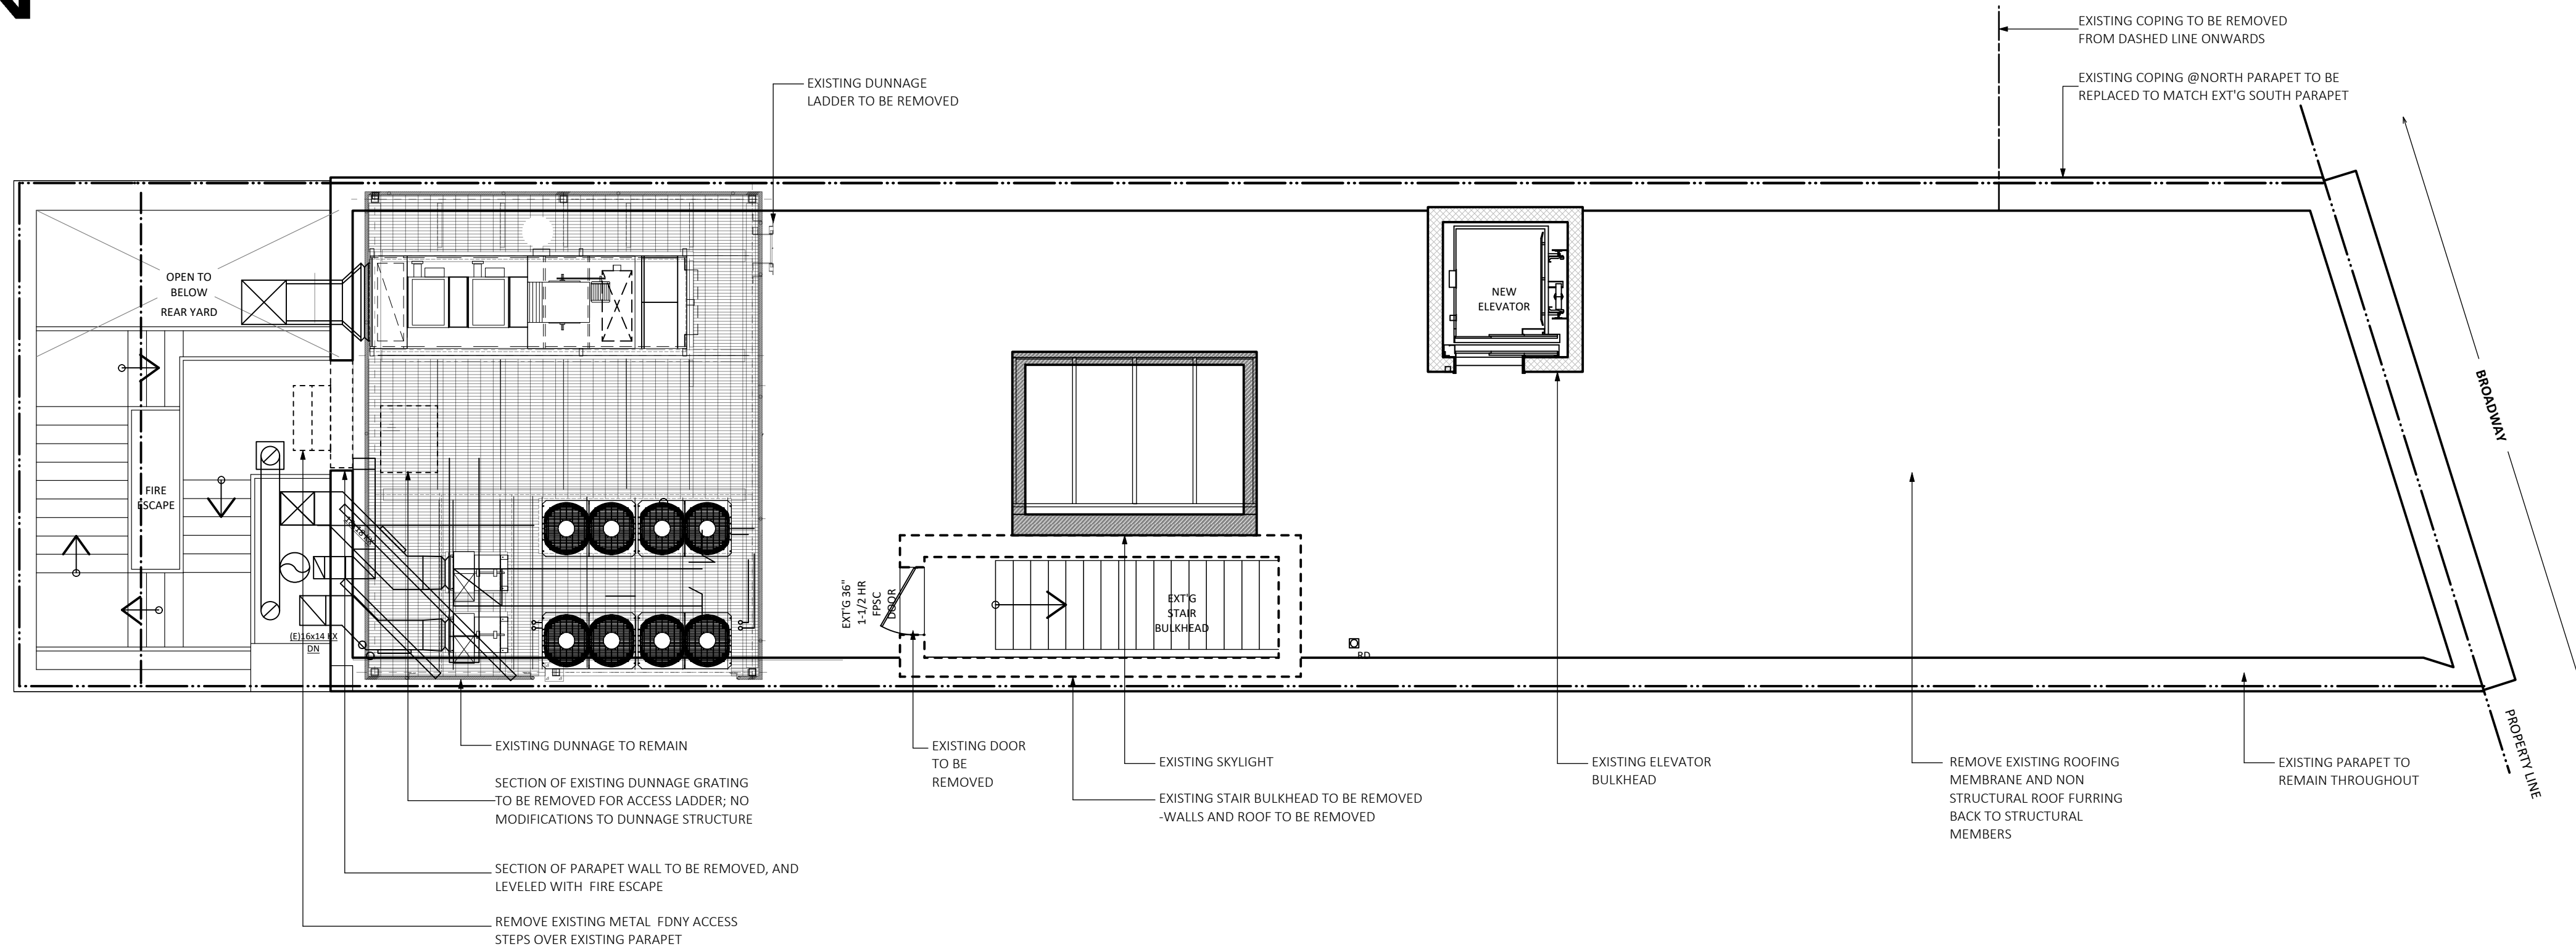 EXISTING COPING TO BE REMOVED
FROM DASHED LINE ONWARDS
EXISTING COPING @NORTH PARAPET TO BE
REPLACED TO MATCH EXT'G SOUTH PARAPET
EXISTING DUNNAGE
LADDER TO BE REMOVED
OPEN TO
BELOW
REAR YARD
NEW
ELEVATOR
BROADWAY
FIRE
ESCAPE
(E)16x14 EX
DN
EXT'G 36"
1-1/2 HR
FPSC
DOOR
EXT'G
STAIR
BULKHEAD
RD
PROPERTY LINE
EXISTING DUNNAGE TO REMAIN
SECTION OF EXISTING DUNNAGE GRATING
TO BE REMOVED FOR ACCESS LADDER; NO
MODIFICATIONS TO DUNNAGE STRUCTURE
SECTION OF PARAPET WALL TO BE REMOVED, AND
LEVELED WITH FIRE ESCAPE
REMOVE EXISTING METAL FDNY ACCESS
STEPS OVER EXISTING PARAPET
EXISTING DOOR
TO BE
REMOVED
EXISTING SKYLIGHT
EXISTING STAIR BULKHEAD TO BE REMOVED
-WALLS AND ROOF TO BE REMOVED
EXISTING ELEVATOR
BULKHEAD
REMOVE EXISTING ROOFING
MEMBRANE AND NON
STRUCTURAL ROOF FURRING
BACK TO STRUCTURAL
MEMBERS
EXISTING PARAPET TO
REMAIN THROUGHOUT